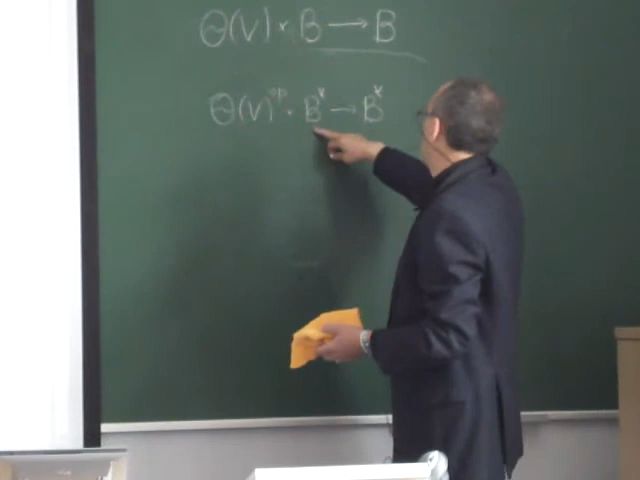 Θ(V) × B → B
Θ(V)^op × B^v → B^v